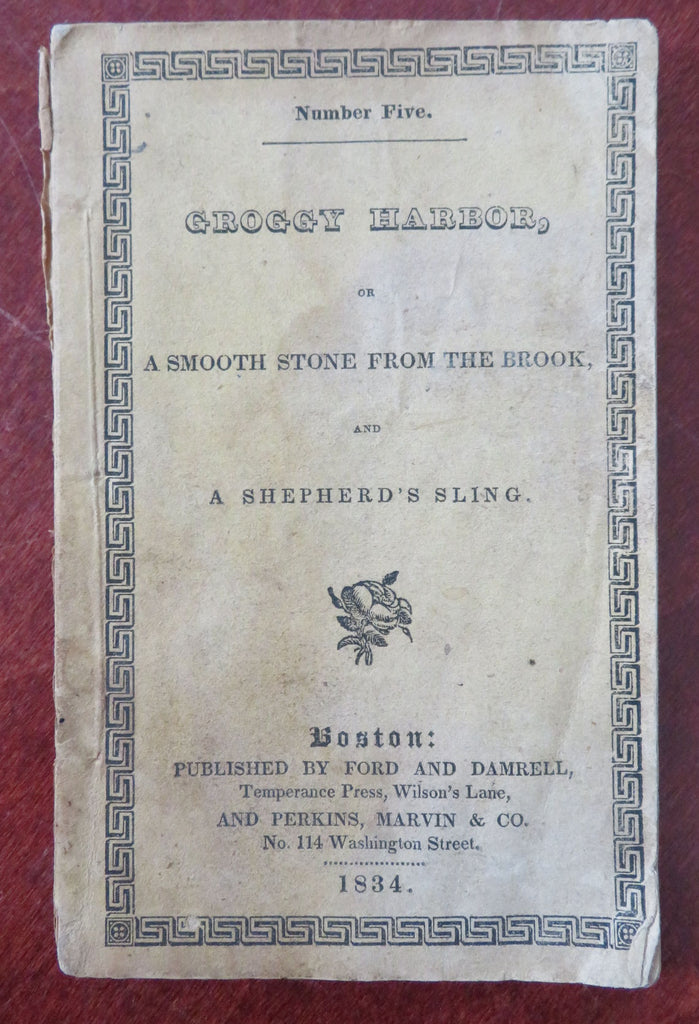 Number Five.
GROGGY HARBOR,
OR
A SMOOTH STONE FROM THE BROOK,
AND
A SHEPHERD'S SLING.
Boston:
PUBLISHED BY FORD AND DAMRELL,
Temperance Press, Wilson's Lane,
AND PERKINS, MARVIN & CO.
No. 114 Washington Street.
1834.